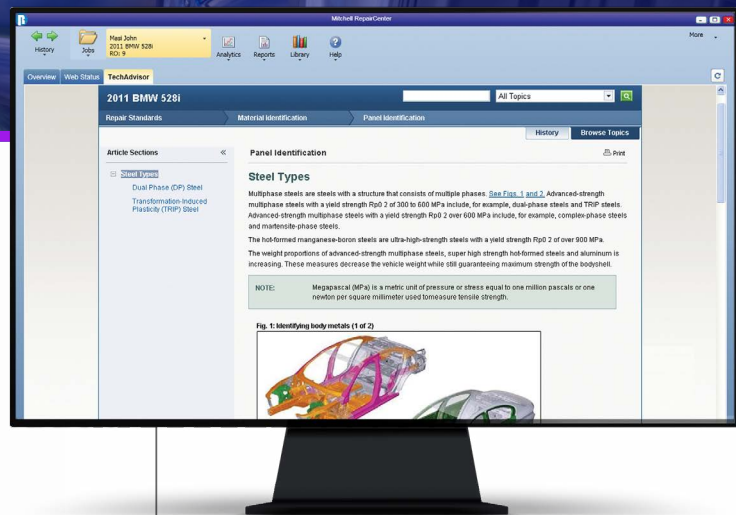 Mitchell RepairCenter
History
Jobs
Maal John
2011 BMW 528i
RO: 9
Analytics
Reports
Library
Help
More
Overview
Web Status
TechAdvisor
2011 BMW 528i
All Topics
Repair Standards
Material Identification
Panel Identification
History
Browse Topics
Article Sections «
Panel Identification
Print
Steel Types
Dual Phase (DP) Steel
Transformation-Induced
Plasticity (TRIP) Steel
Steel Types
Multiphase steels are steels with a structure that consists of multiple phases. See Figs. 1 and 2. Advanced-strength
multiphase steels with a yield strength Rp0 2 of 300 to 600 MPa include, for example, dual-phase steels and TRIP steels.
Advanced-strength multiphase steels with a yield strength Rp0 2 over 600 MPa include, for example, complex-phase steels
and martensite-phase steels.
The hot-formed manganese-boron steels are ultra-high-strength steels with a yield strength Rp0 2 of over 900 MPa.
The weight proportions of advanced-strength multiphase steels, super high strength hot-formed steels and aluminum is
increasing. These measures decrease the vehicle weight while still guaranteeing maximum strength of the bodyshell.
NOTE: Megapascal (MPa) is a metric unit of pressure or stress equal to one million pascals or one
newton per square millimeter used tomeasure tensile strength.
Fig. 1: Identifying body metals (1 of 2)